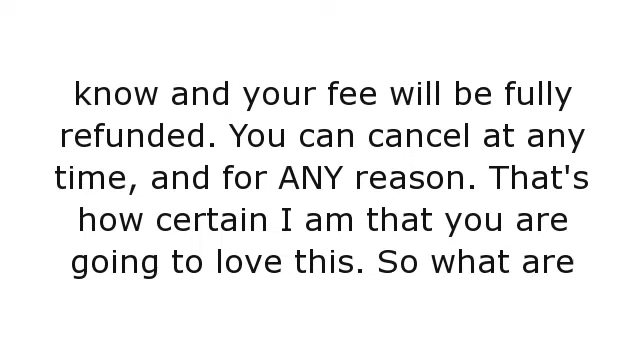 know and your fee will be fully
refunded. You can cancel at any
time, and for ANY reason. That's
how certain I am that you are
going to love this. So what are